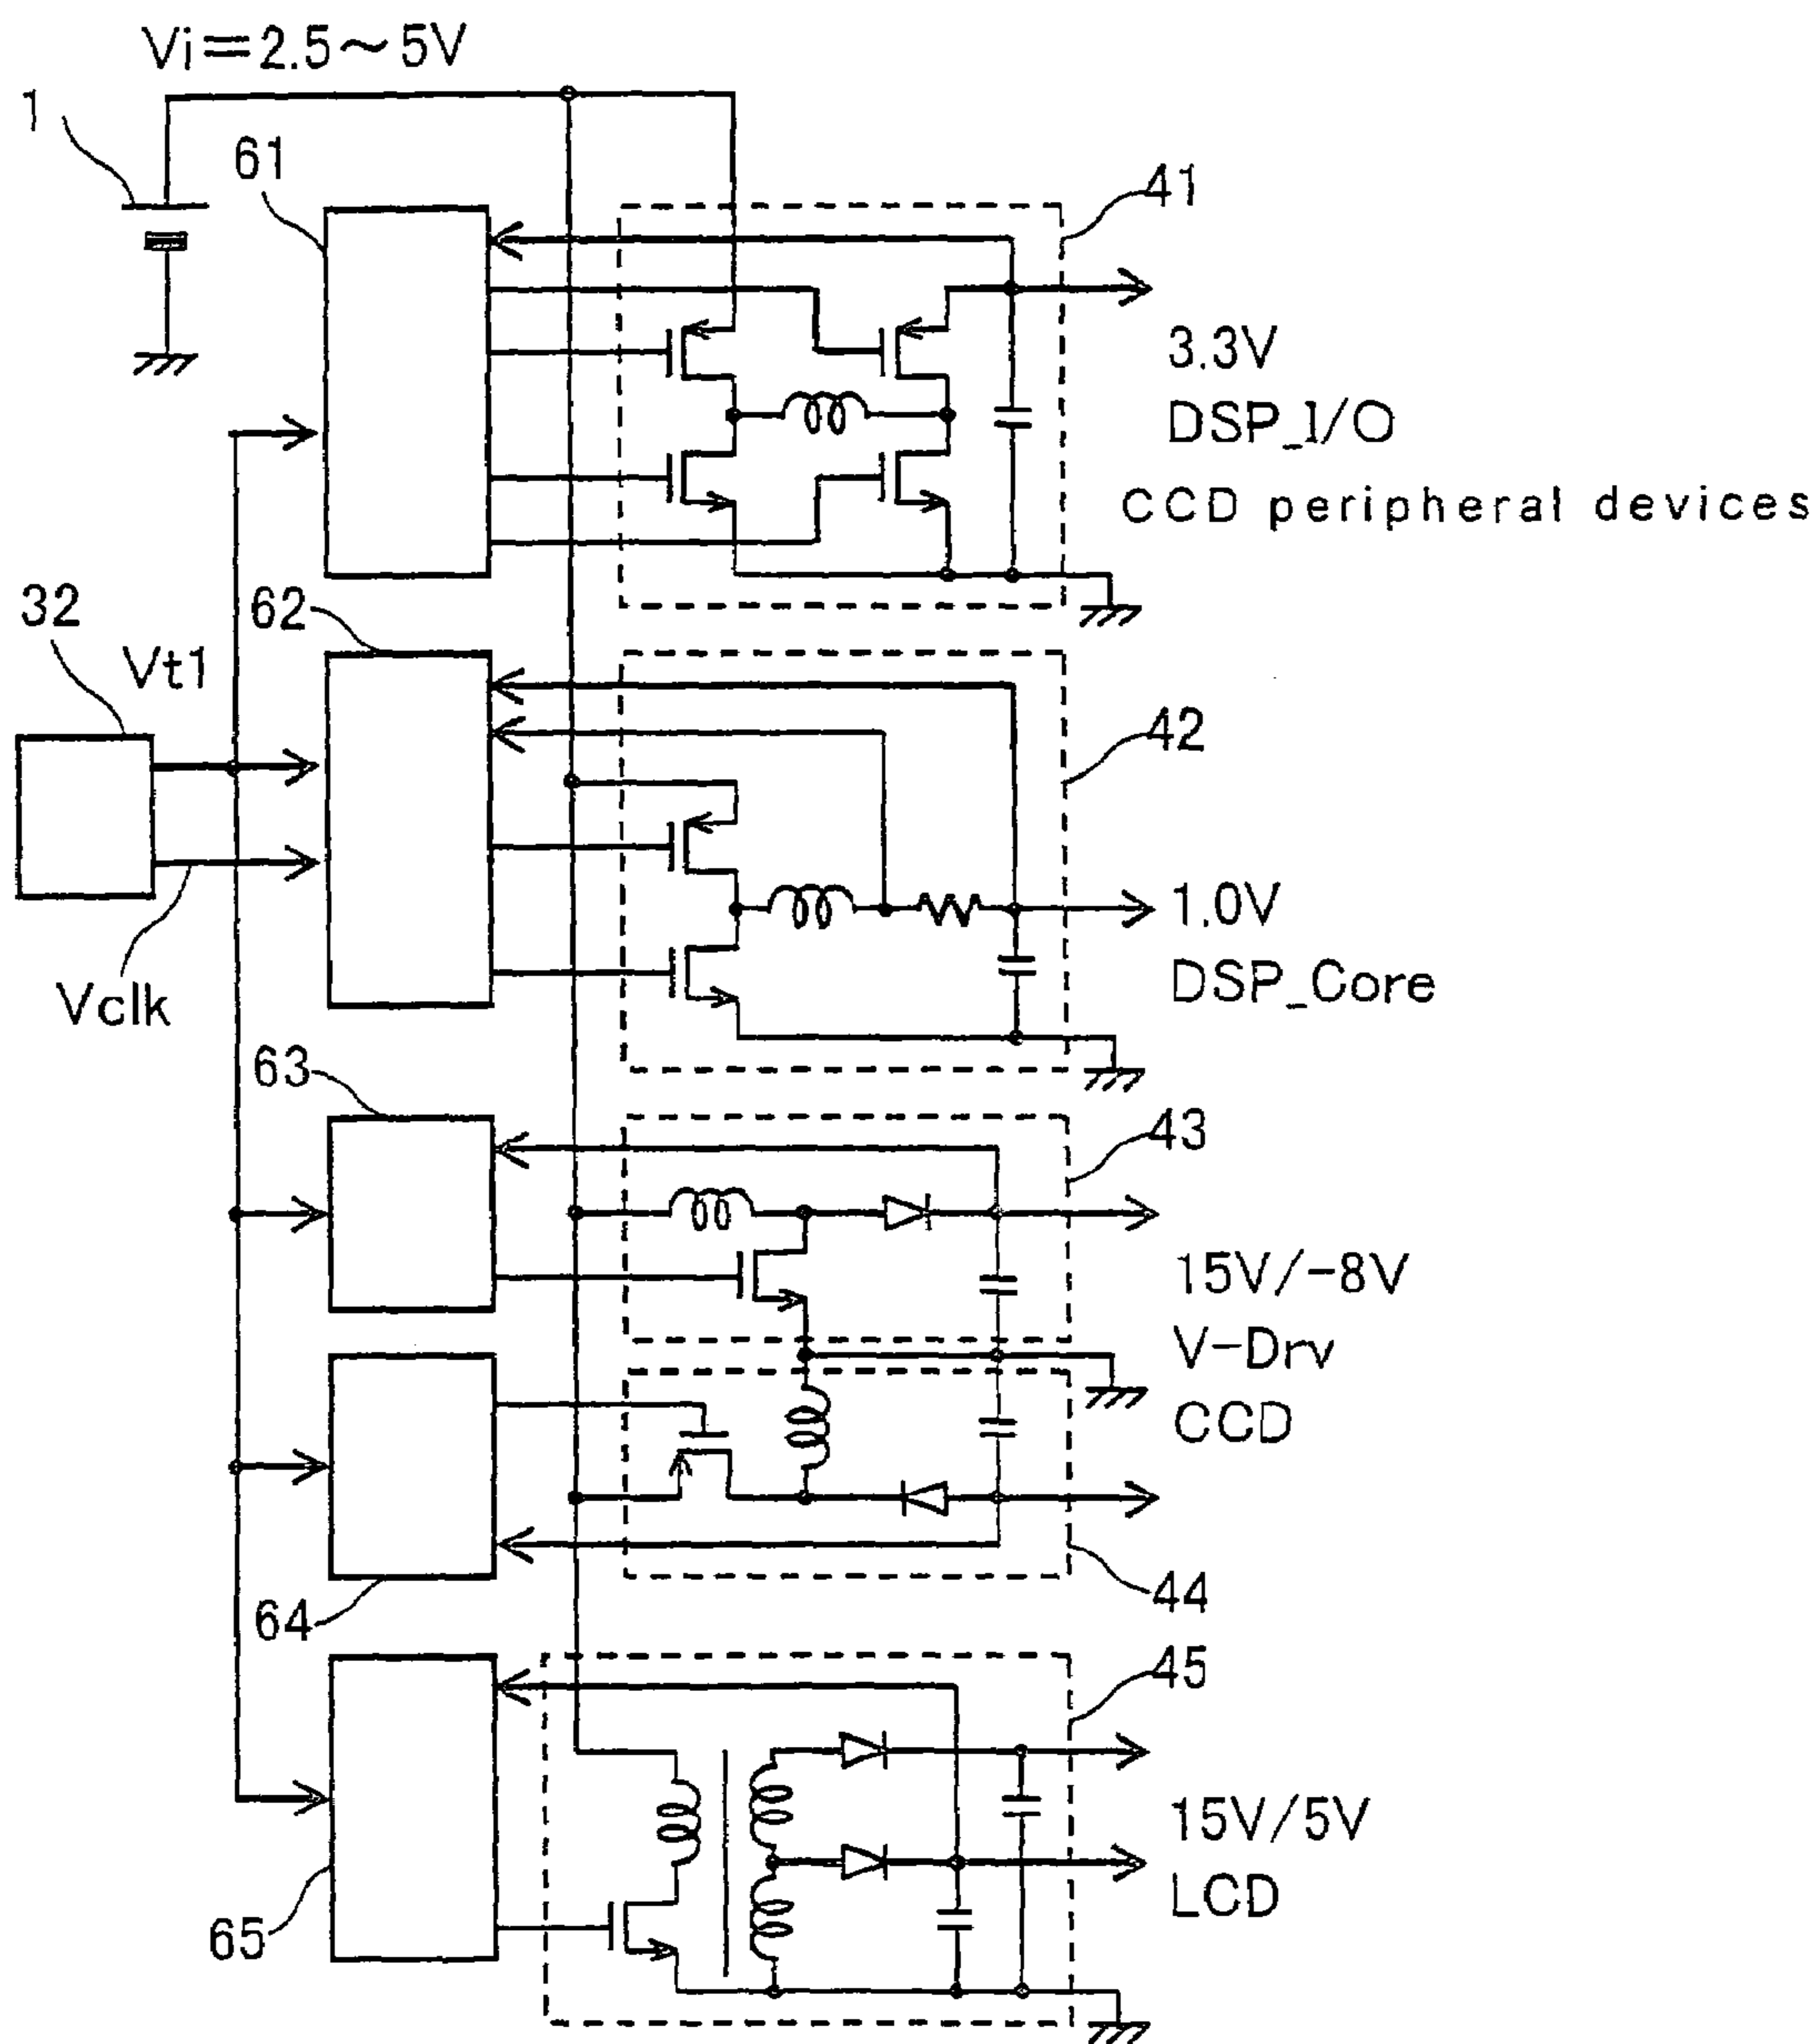 Vi=2.5~5V
1
61
41
3.3V
DSP_I/O
CCD peripheral devices
32
Vt1
62
42
1.0V
DSP_Core
Vclk
63
43
15V/-8V
V-Drv
CCD
64
44
45
15V/5V
LCD
65